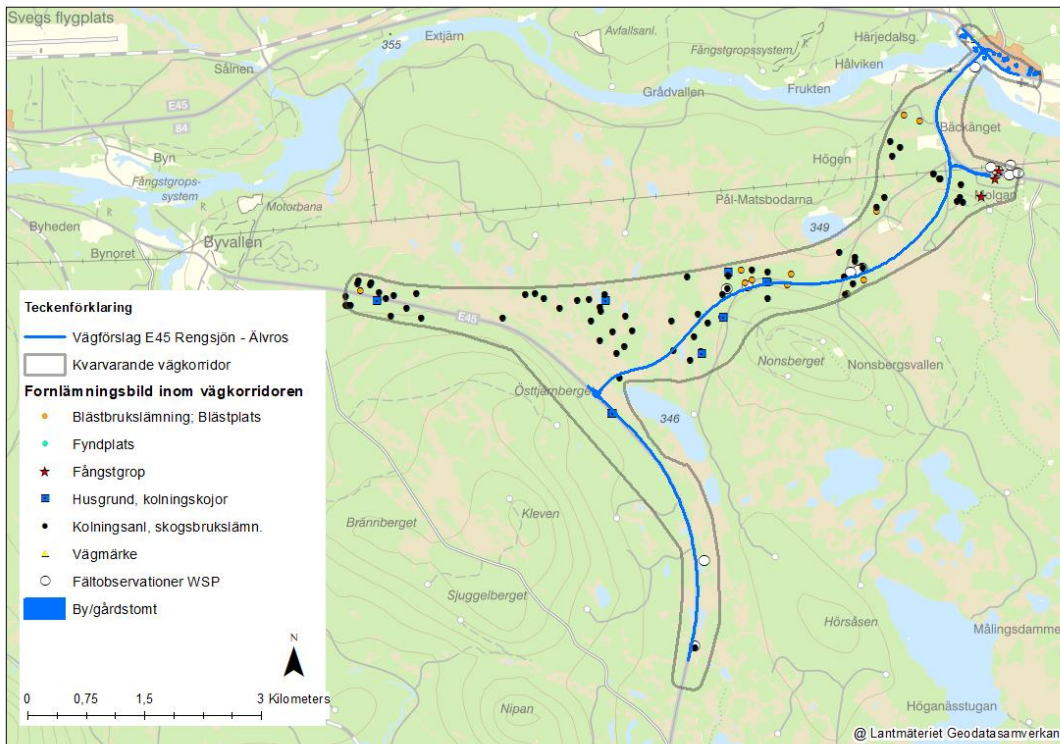 Svegs flygplats
355
Extjärn
Avfallsanl.
Fångstgropssystem
Härjedalsg.
Sålnen
Hålviken
Grådvallen
Frukten
E45
84
Bäckänget
Byn
Högen
Fångstgrops-
system
Motorbana
Pål-Matsbodarna
Molgan
349
Byheden
Bynoret
Byvallen
E45
Nonsberget
Nonsbergsvallen
Östtjärnberget
346
Kleven
Brännberget
Sjuggelberget
Hörsåsen
Målingsdammen
Nipan
Höganässtugan
Teckenförklaring
Vägförslag E45 Rengsjön - Älvros
Kvarvarande vägkorridor
Fornlämningsbild inom vägkorridoren
Blästbrukslämning; Blästplats
Fyndplats
Fångstgrop
Husgrund, kolningskojor
Kolningsanl, skogsbrukslämn.
Vägmärke
Fältobservationer WSP
By/gårdstomt
N
0 0,75 1,5 3 Kilometers
@ Lantmäteriet Geodatasamverkan